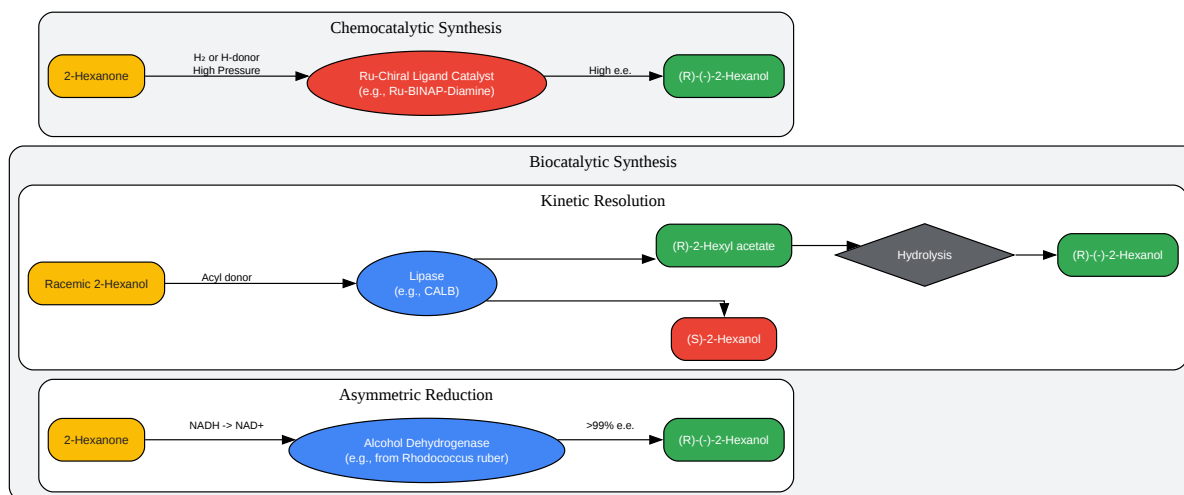 Chemocatalytic Synthesis
2-Hexanone
H₂ or H-donor
High Pressure
Ru-Chiral Ligand Catalyst
(e.g., Ru-BINAP-Diamine)
High e.e.
(R)-(-)-2-Hexanol
Biocatalytic Synthesis
Kinetic Resolution
Racemic 2-Hexanol
Acyl donor
Lipase
(e.g., CALB)
(R)-2-Hexyl acetate
Hydrolysis
(R)-(-)-2-Hexanol
(S)-2-Hexanol
Asymmetric Reduction
2-Hexanone
NADH -> NAD+
Alcohol Dehydrogenase
(e.g., from Rhodococcus ruber)
>99% e.e.
(R)-(-)-2-Hexanol